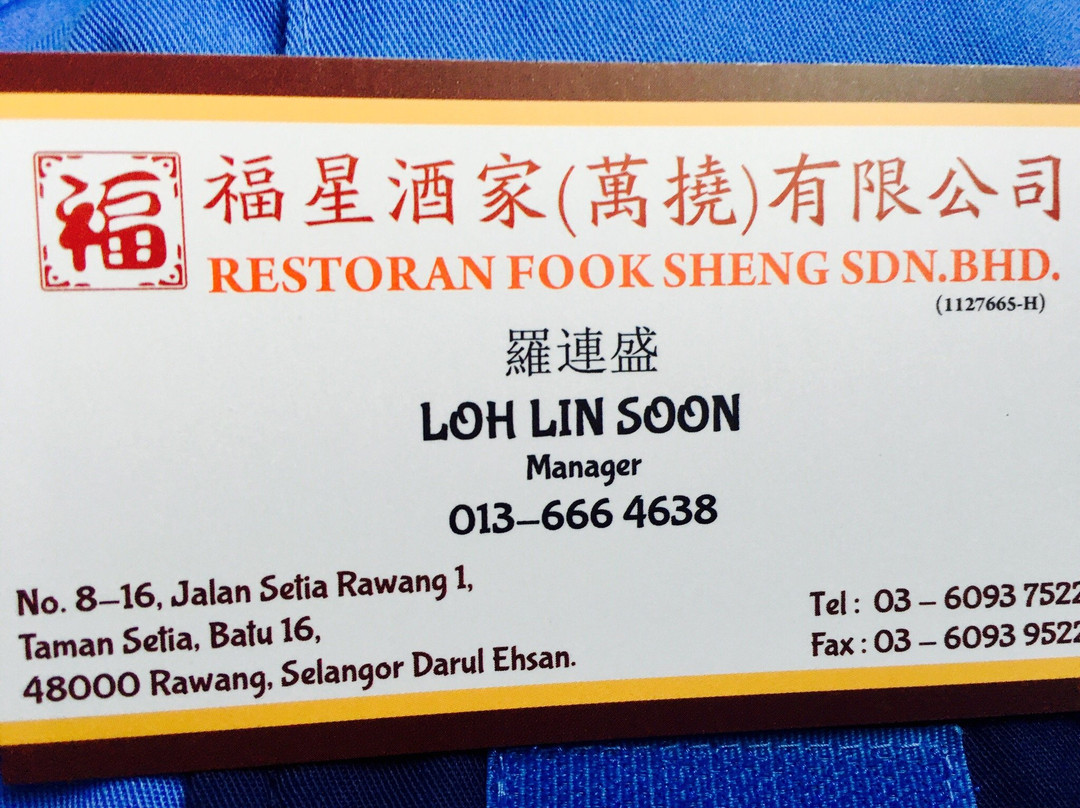 福
福星酒家(萬撓)有限公司
RESTORAN FOOK SHENG SDN.BHD.
(1127665-H)
羅連盛
LOH LIN SOON
Manager
013-666 4638
No. 8-16, Jalan Setia Rawang 1,
Taman Setia, Batu 16,
48000 Rawang, Selangor Darul Ehsan.
Tel : 03 - 6093 7522
Fax : 03 - 6093 9522